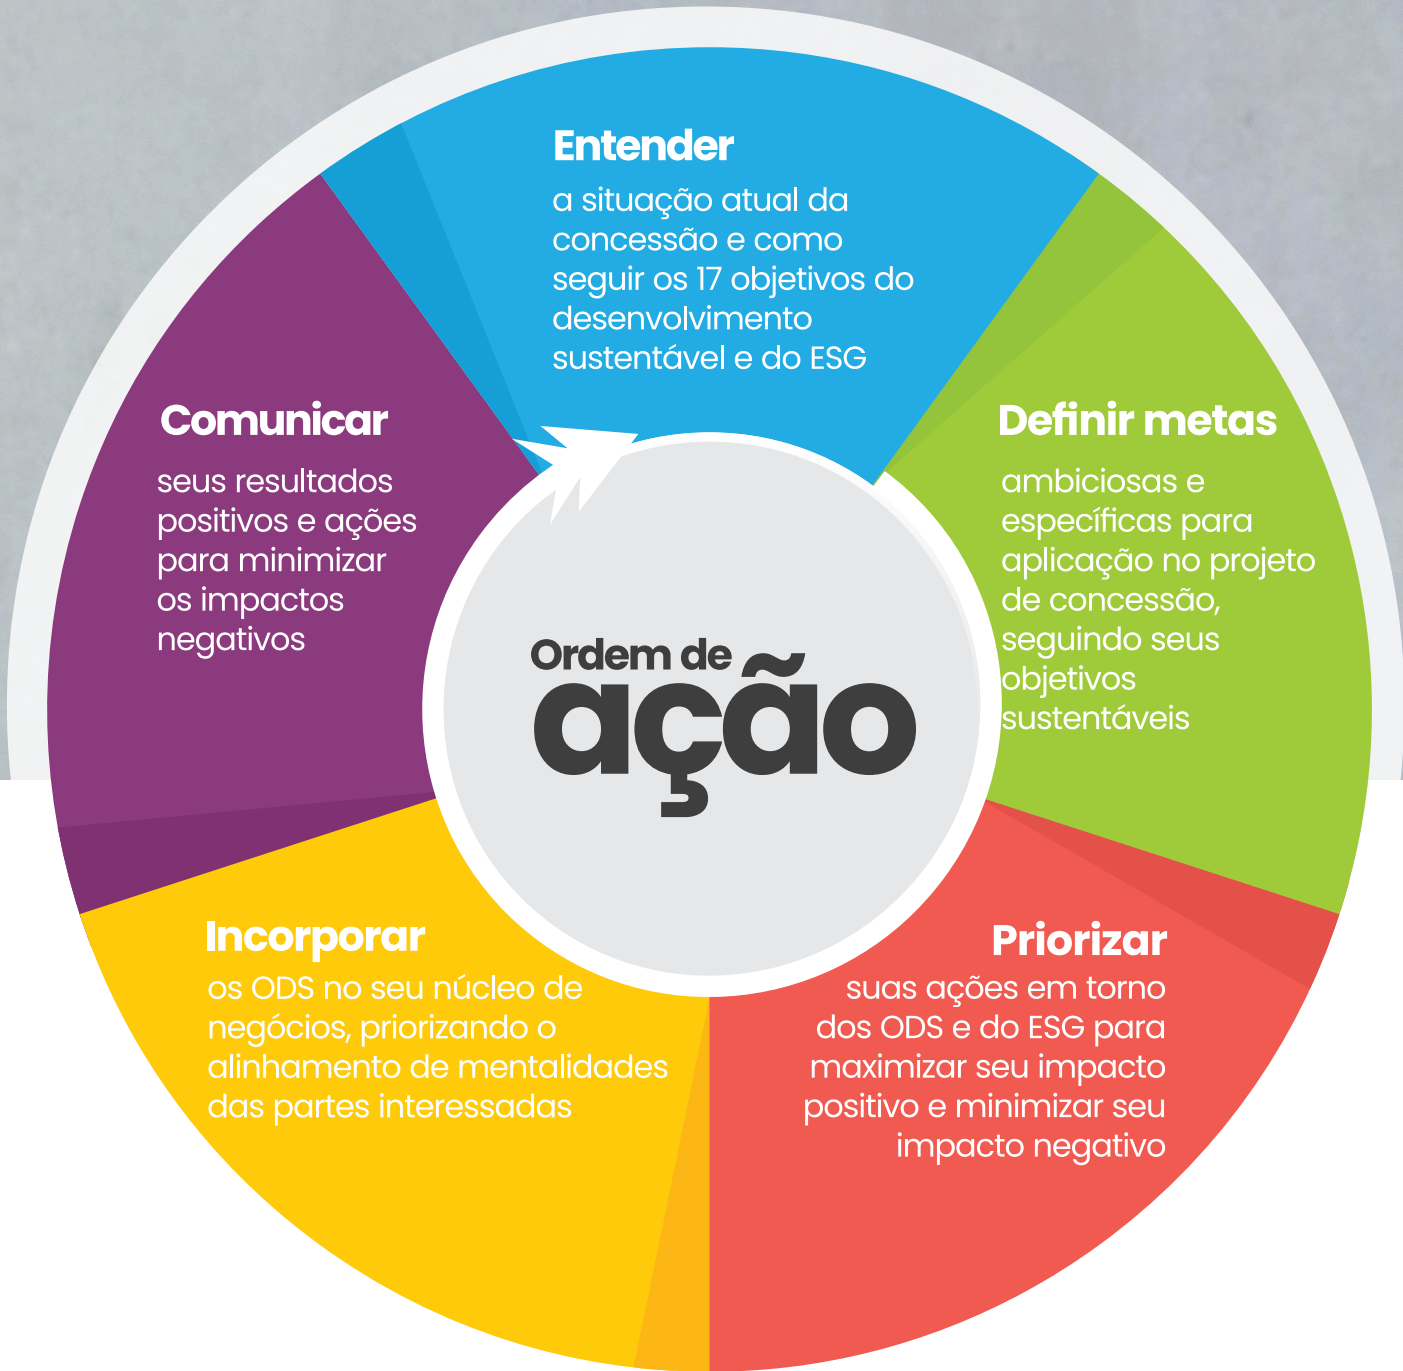 Entender
a situação atual da
concessão e como
seguir os 17 objetivos do
desenvolvimento
sustentável e do ESG
Definir metas
ambiciosas e
específicas para
aplicação no projeto
de concessão,
seguindo seus
objetivos
sustentáveis
Priorizar
suas ações em torno
dos ODS e do ESG para
maximizar seu impacto
positivo e minimizar seu
impacto negativo
Incorporar
os ODS no seu núcleo de
negócios, priorizando o
alinhamento de mentalidades
das partes interessadas
Comunicar
seus resultados
positivos e ações
para minimizar
os impactos
negativos
Ordem de
ação